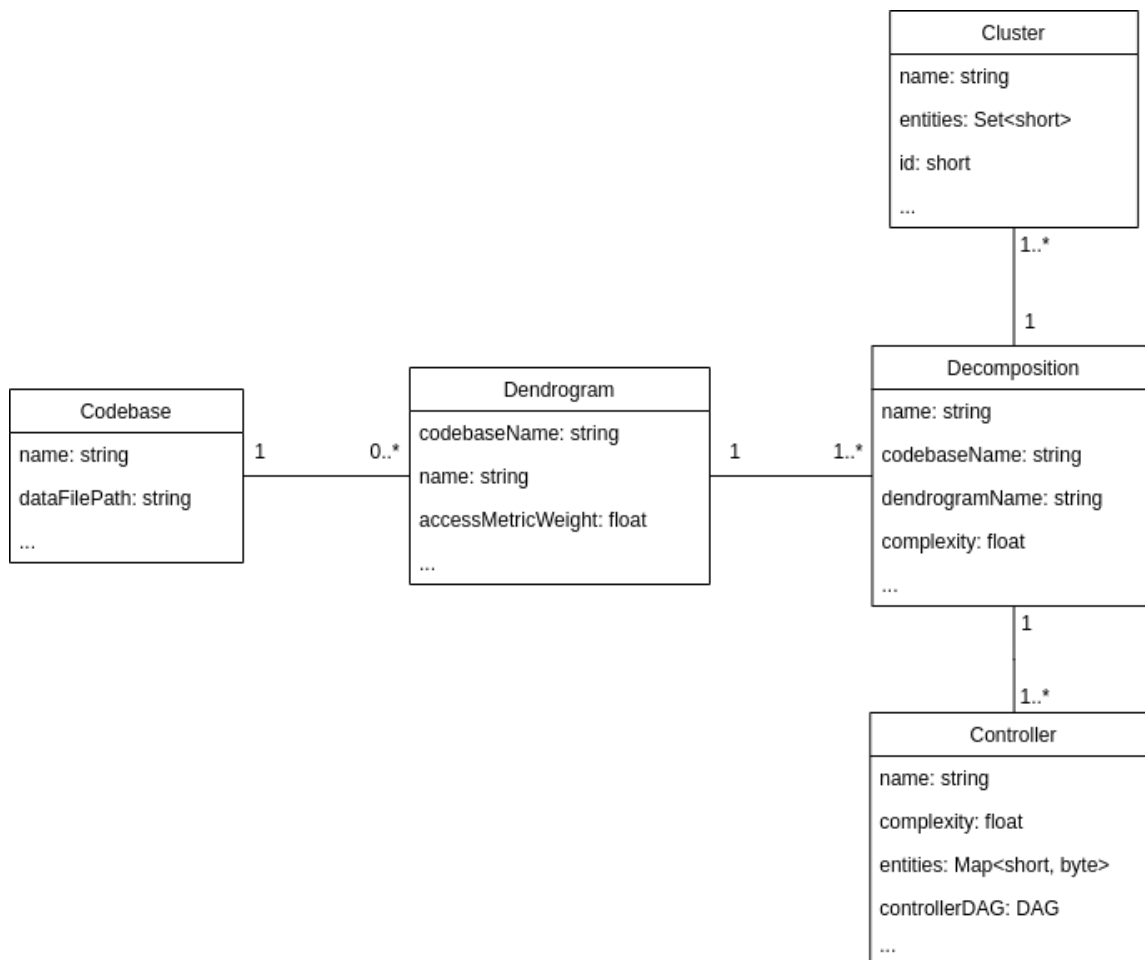 Cluster
name: string
entities: Set<short>
id: short
...
1..*
1
Codebase
name: string
dataFilePath: string
...
1
0..*
Dendrogram
codebaseName: string
name: string
accessMetricWeight: float
...
1
1..*
Decomposition
name: string
codebaseName: string
dendrogramName: string
complexity: float
...
1
1..*
Controller
name: string
complexity: float
entities: Map<short, byte>
controllerDAG: DAG
...